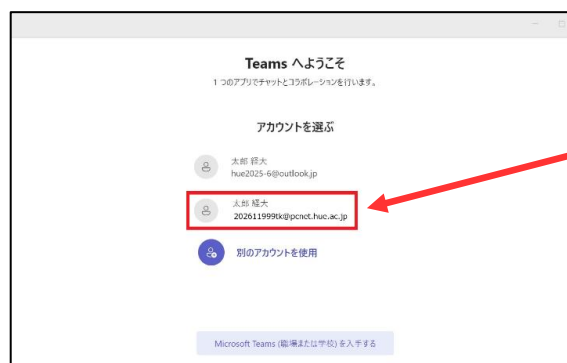 Teams へようこそ
1 つのアプリでチャットとコラボレーションを行います。
アカウントを選ぶ
太郎 経大
hue2025-6@outlook.jp
太郎 経大
202611999tk@pcnet.hue.ac.jp
別のアカウントを使用
Microsoft Teams (職場または学校) を入手する